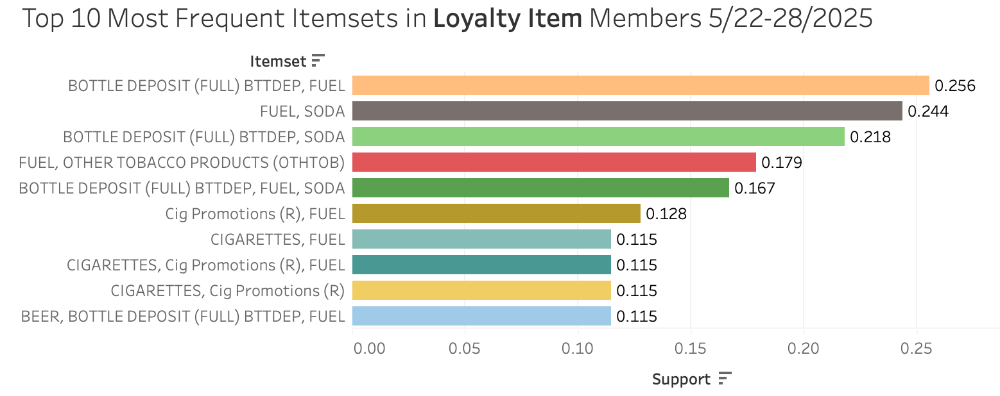 Top 10 Most Frequent Itemsets in Loyalty Item Members 5/22-28/2025
Itemset
BOTTLE DEPOSIT (FULL) BTTDEP, FUEL 0.256
FUEL, SODA 0.244
BOTTLE DEPOSIT (FULL) BTTDEP, SODA 0.218
FUEL, OTHER TOBACCO PRODUCTS (OTHTOB) 0.179
BOTTLE DEPOSIT (FULL) BTTDEP, FUEL, SODA 0.167
Cig Promotions (R), FUEL 0.128
CIGARETTES, FUEL 0.115
CIGARETTES, Cig Promotions (R), FUEL 0.115
CIGARETTES, Cig Promotions (R) 0.115
BEER, BOTTLE DEPOSIT (FULL) BTTDEP, FUEL 0.115
0.00 0.05 0.10 0.15 0.20 0.25
Support